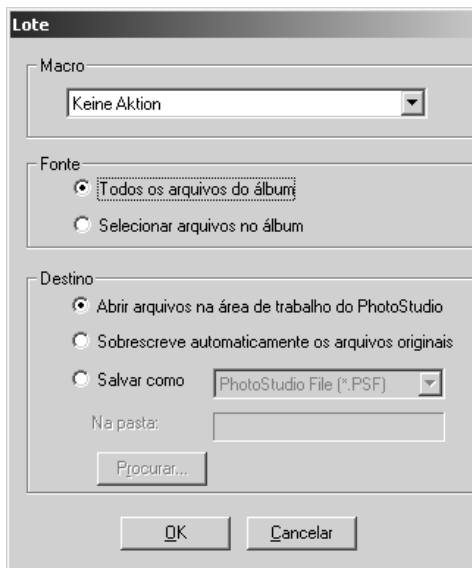 Lote
Macro
Keine Aktion
Fonte
Todos os arquivos do álbum
Selecionar arquivos no álbum
Destino
Abrir arquivos na área de trabalho do PhotoStudio
Sobrescreve automaticamente os arquivos originais
Salvar como PhotoStudio File (*.PSF)
Na pasta:
Procurar...
OK Cancelar